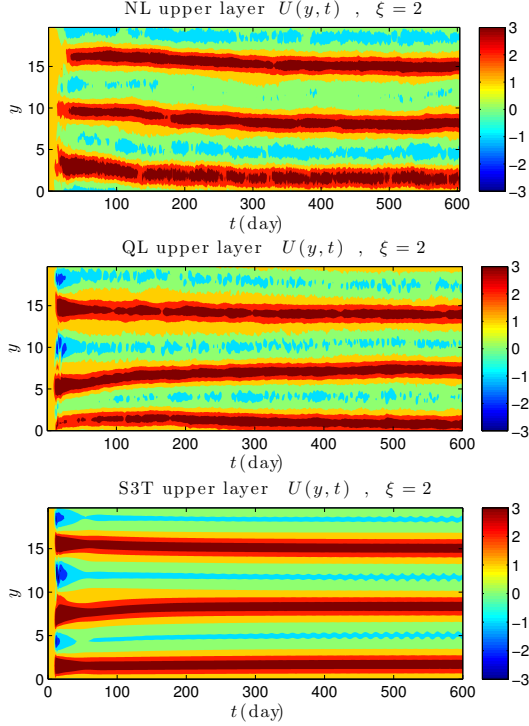 NL upper layer U(y,t) , ξ = 2
3
2
1
0
−1
−2
−3
15
10
5
0
y
0 100 200 300 400 500 600
t(day)
QL upper layer U(y,t) , ξ = 2
3
2
1
0
−1
−2
−3
15
10
5
0
y
100 200 300 400 500 600
t(day)
S3T upper layer U(y,t) , ξ = 2
3
2
1
0
−1
−2
−3
15
10
5
0
y
0 100 200 300 400 500 600
t(day)